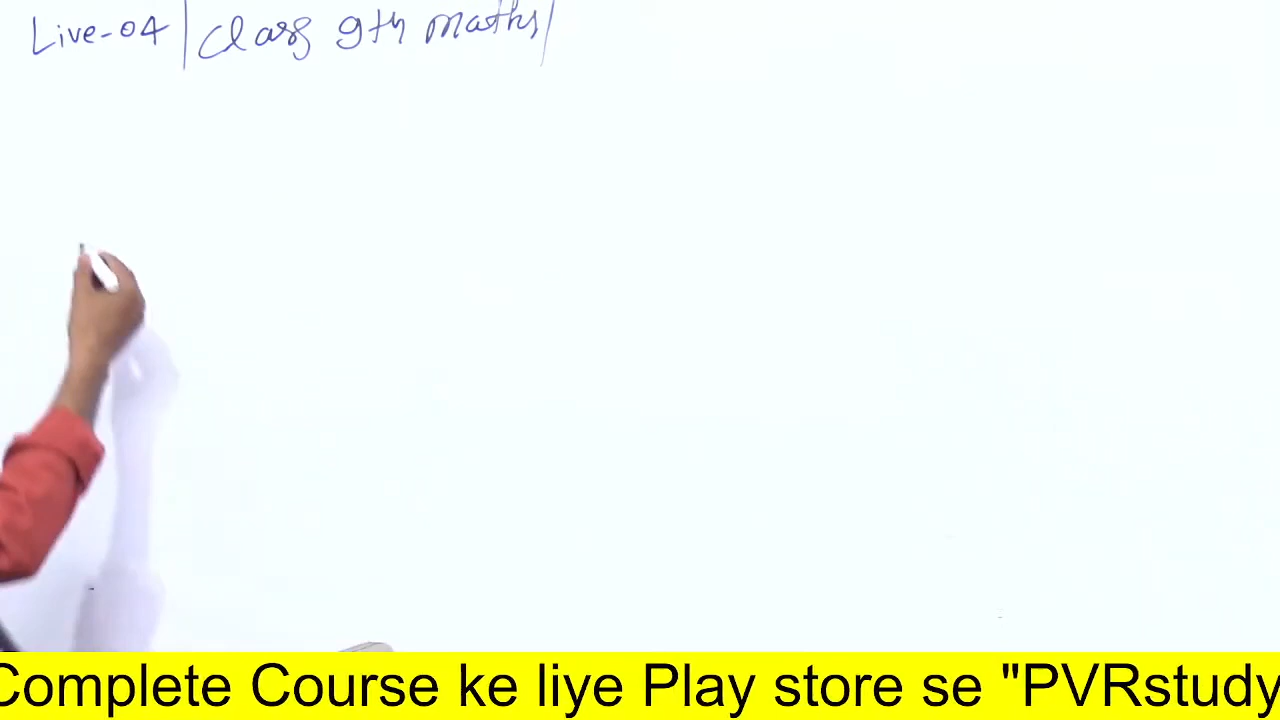 Live-04 | Class 9th maths |
Complete Course ke liye Play store se "PVRstudy